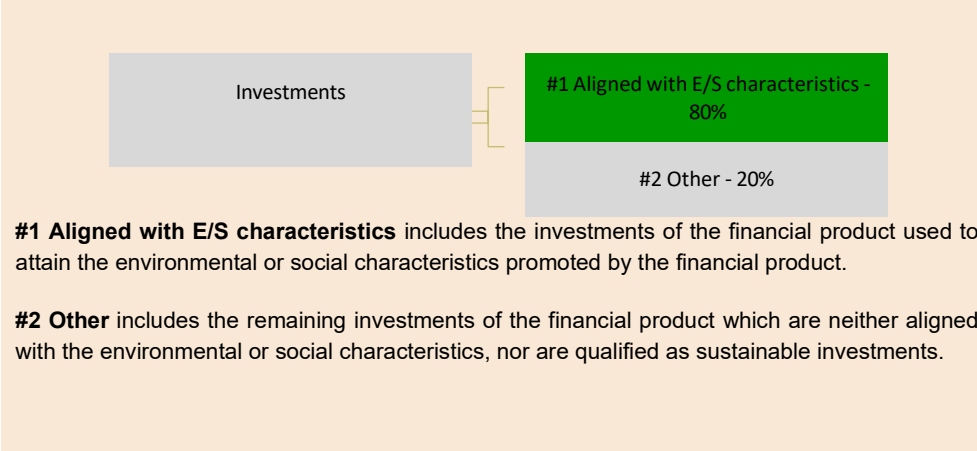 Investments
#1 Aligned with E/S characteristics -
80%
#2 Other - 20%
#1 Aligned with E/S characteristics includes the investments of the financial product used to
attain the environmental or social characteristics promoted by the financial product.
#2 Other includes the remaining investments of the financial product which are neither aligned
with the environmental or social characteristics, nor are qualified as sustainable investments.